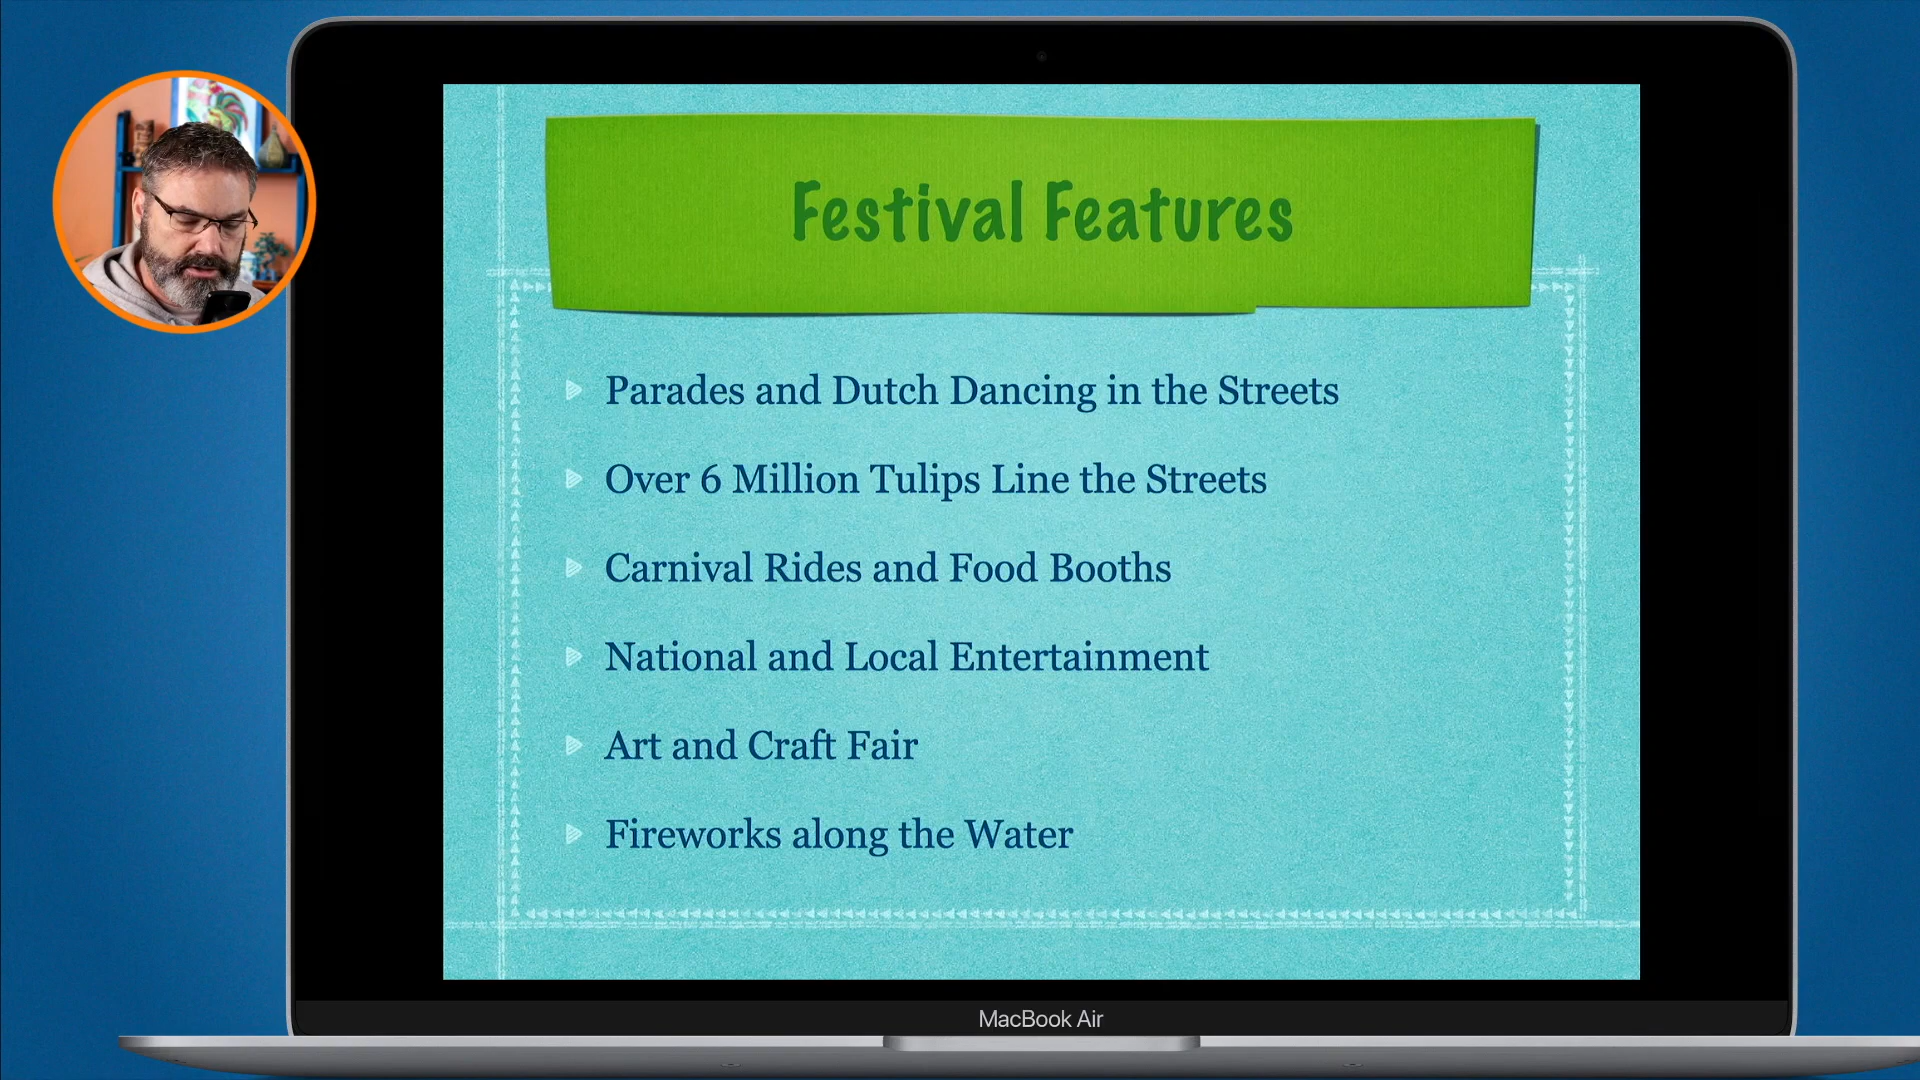 Festival Features
Parades and Dutch Dancing in the Streets
Over 6 Million Tulips Line the Streets
Carnival Rides and Food Booths
National and Local Entertainment
Art and Craft Fair
Fireworks along the Water
MacBook Air